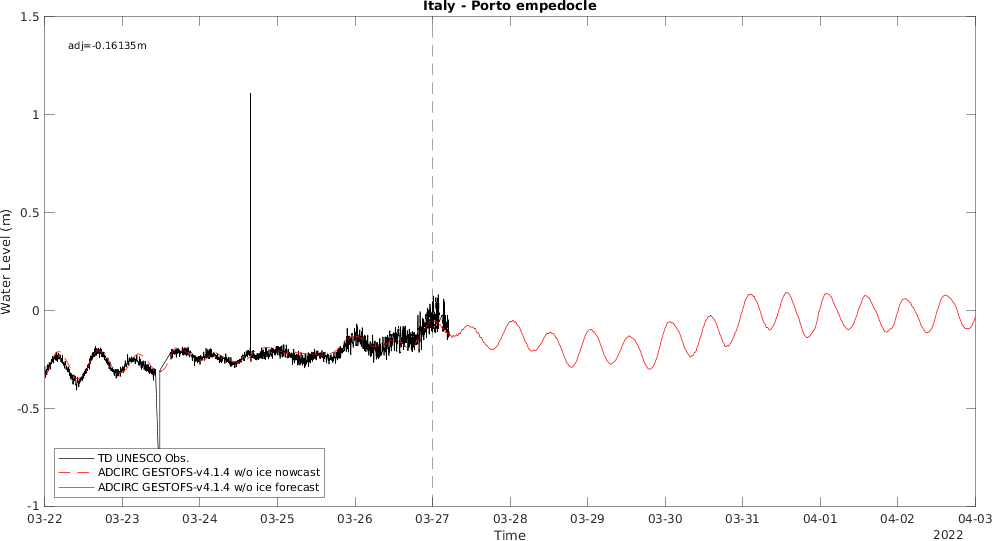 Italy - Porto empedocle
adj=-0.16135m
1.5
1
0.5
0
-0.5
-1
Water Level (m)
TD UNESCO Obs.
ADCIRC GESTOFS-v4.1.4 w/o ice nowcast
ADCIRC GESTOFS-v4.1.4 w/o ice forecast
03-22 03-23 03-24 03-25 03-26 03-27 03-28 03-29 03-30 03-31 04-01 04-02 04-03
Time
2022